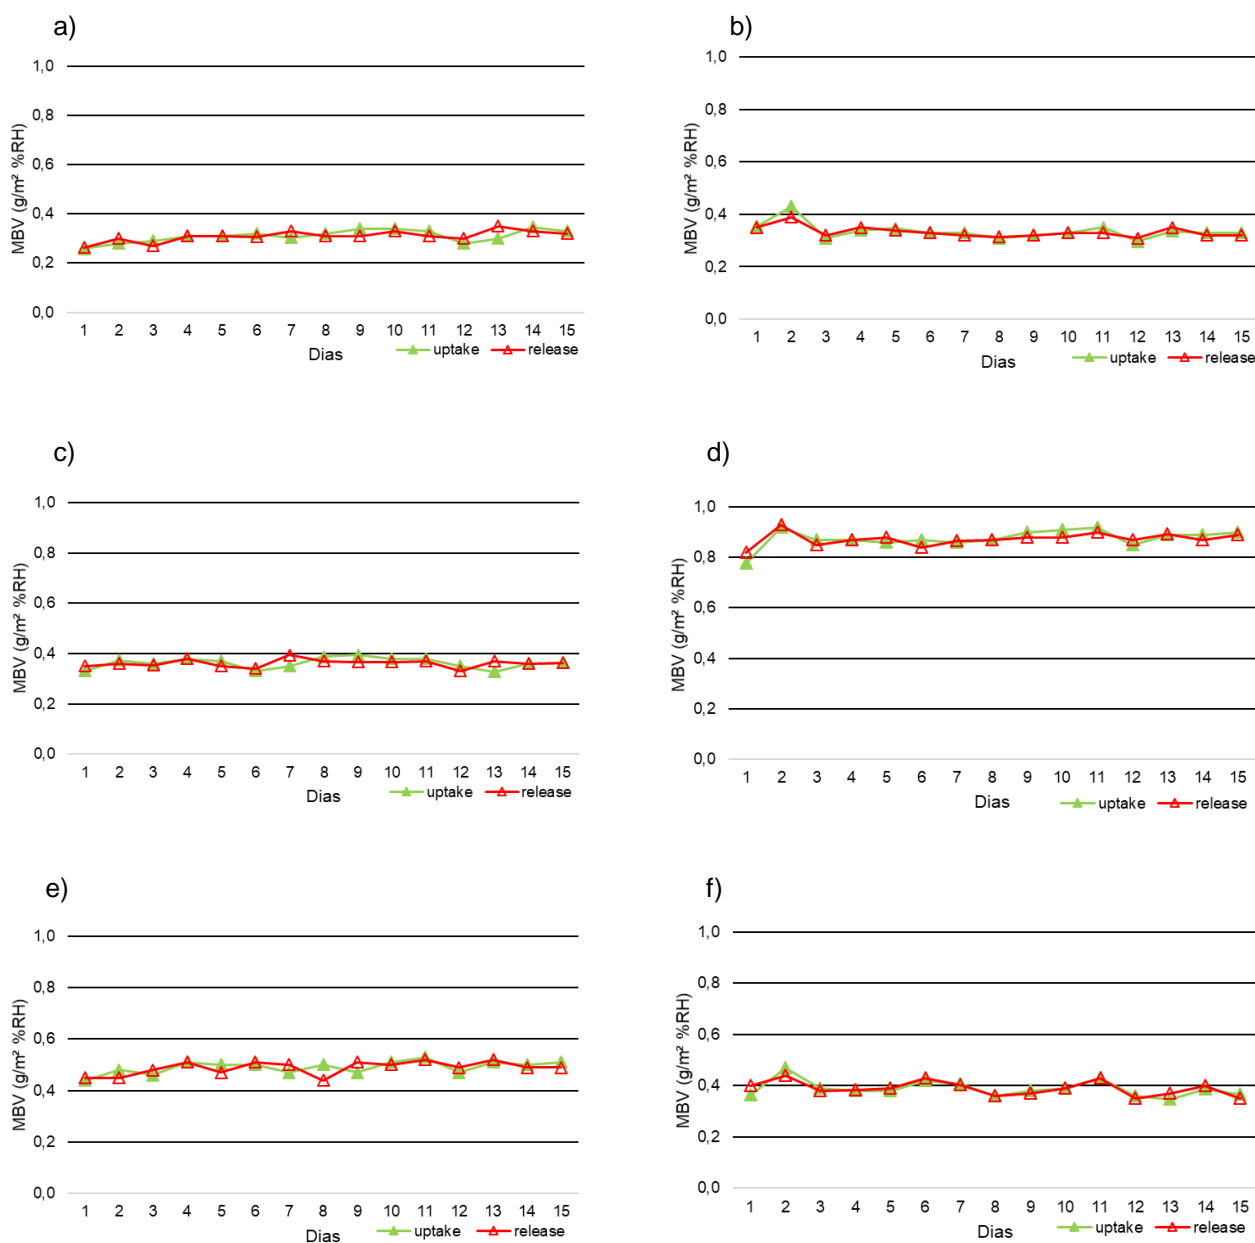 a)
1,0
0,8
0,6
0,4
0,2
0,0
MBV (g/m² %RH)
1 2 3 4 5 6 7 8 9 10 11 12 13 14 15
Dias
uptake release
b)
1,0
0,8
0,6
0,4
0,2
0,0
MBV (g/m² %RH)
1 2 3 4 5 6 7 8 9 10 11 12 13 14 15
Dias
uptake release
c)
1,0
0,8
0,6
0,4
0,2
0,0
MBV (g/m² %RH)
1 2 3 4 5 6 7 8 9 10 11 12 13 14 15
Dias
uptake release
d)
1,0
0,8
0,6
0,4
0,2
0,0
MBV (g/m² %RH)
1 2 3 4 5 6 7 8 9 10 11 12 13 14 15
Dias
uptake release
e)
1,0
0,8
0,6
0,4
0,2
0,0
MBV (g/m² %RH)
1 2 3 4 5 6 7 8 9 10 11 12 13 14 15
Dias
uptake release
f)
1,0
0,8
0,6
0,4
0,2
0,0
MBV (g/m² %RH)
1 2 3 4 5 6 7 8 9 10 11 12 13 14 15
Dias
uptake release